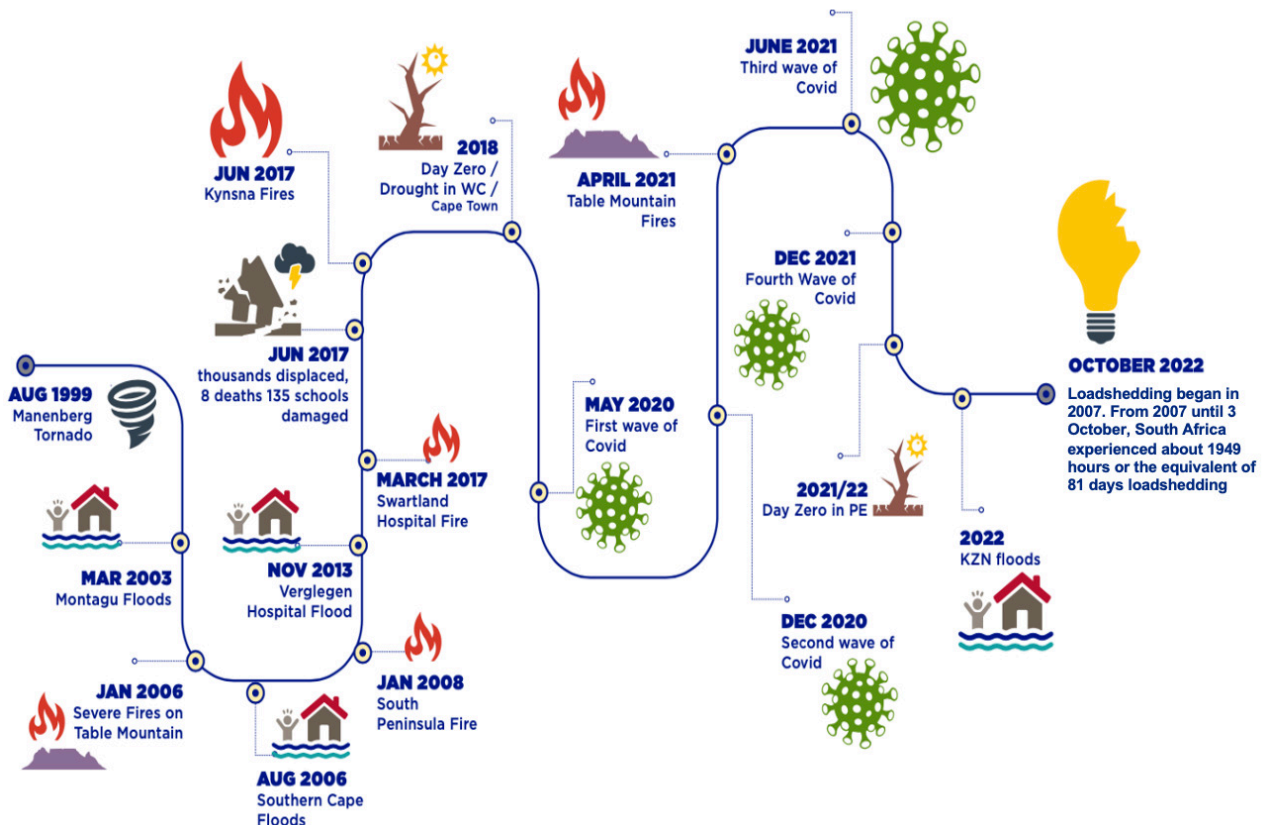 AUG 1999
Manenberg
Tornado
MAR 2003
Montagu Floods
JAN 2006
Severe Fires on
Table Mountain
AUG 2006
Southern Cape
Floods
JAN 2008
South
Peninsula Fire
NOV 2013
Verglegen
Hospital Flood
MARCH 2017
Swartland
Hospital Fire
JUN 2017
thousands displaced,
8 deaths 135 schools
damaged
JUN 2017
Kynsna Fires
2018
Day Zero /
Drought in WC /
Cape Town
MAY 2020
First wave of
Covid
DEC 2020
Second wave of
Covid
APRIL 2021
Table Mountain
Fires
JUNE 2021
Third wave of
Covid
DEC 2021
Fourth Wave of
Covid
2021/22
Day Zero in PE
2022
KZN floods
OCTOBER 2022
Loadshedding began in
2007. From 2007 until 3
October, South Africa
experienced about 1949
hours or the equivalent of
81 days loadshedding